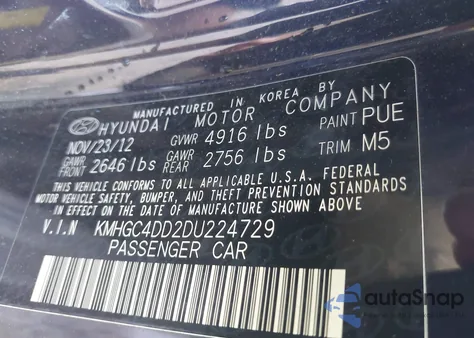 MANUFACTURED IN KOREA BY
HYUNDAI MOTOR COMPANY
NOV/23/12 GVWR 4916 lbs PAINT PUE
GAWR FRONT 2646 lbs GAWR REAR 2756 lbs TRIM M5
THIS VEHICLE CONFORMS TO ALL APPLICABLE U.S.A. FEDERAL
MOTOR VEHICLE SAFETY, BUMPER, AND THEFT PREVENTION STANDARDS
IN EFFECT ON THE DATE OF MANUFACTURE SHOWN ABOVE
V.I.N KMHGC4DD2DU224729
PASSENGER CAR
autoSnap